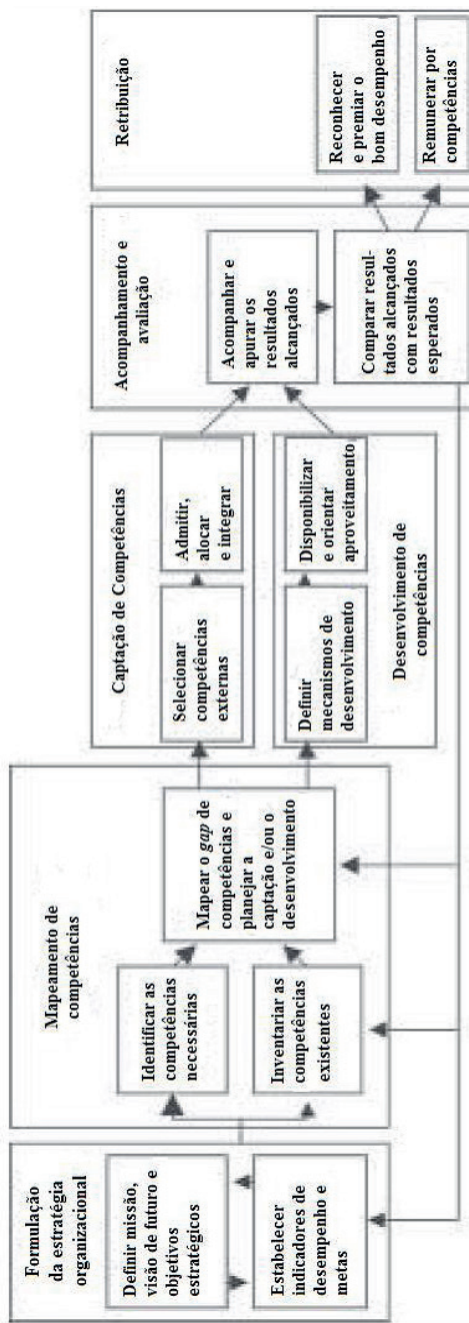 Formulação
da estratégia
organizacional
Definir missão,
visão de futuro e
objetivos
estratégicos
Estabelecer
indicadores de
desempenho e
metas
Mapeamento de
competências
Identificar as
competências
necessárias
Inventariar as
competências
existentes
Mapear o gap de
competências e
planejar a
captação e/ou o
desenvolvimento
Captação de Competências
Selecionar
competências
externas
Admitir,
alocar
e integrar
Definir
mecanismos de
desenvolvimento
Disponibilizar
e orientar
aproveitamento
Desenvolvimento de
competências
Acompanhamento e
avaliação
Acompanhar e
apurar os
resultados
alcançados
Comparar resul-
tados alcançados
com resultados
esperados
Retribuição
Reconhecer
e premiar o
bom desempenho
Remunerar por
competências